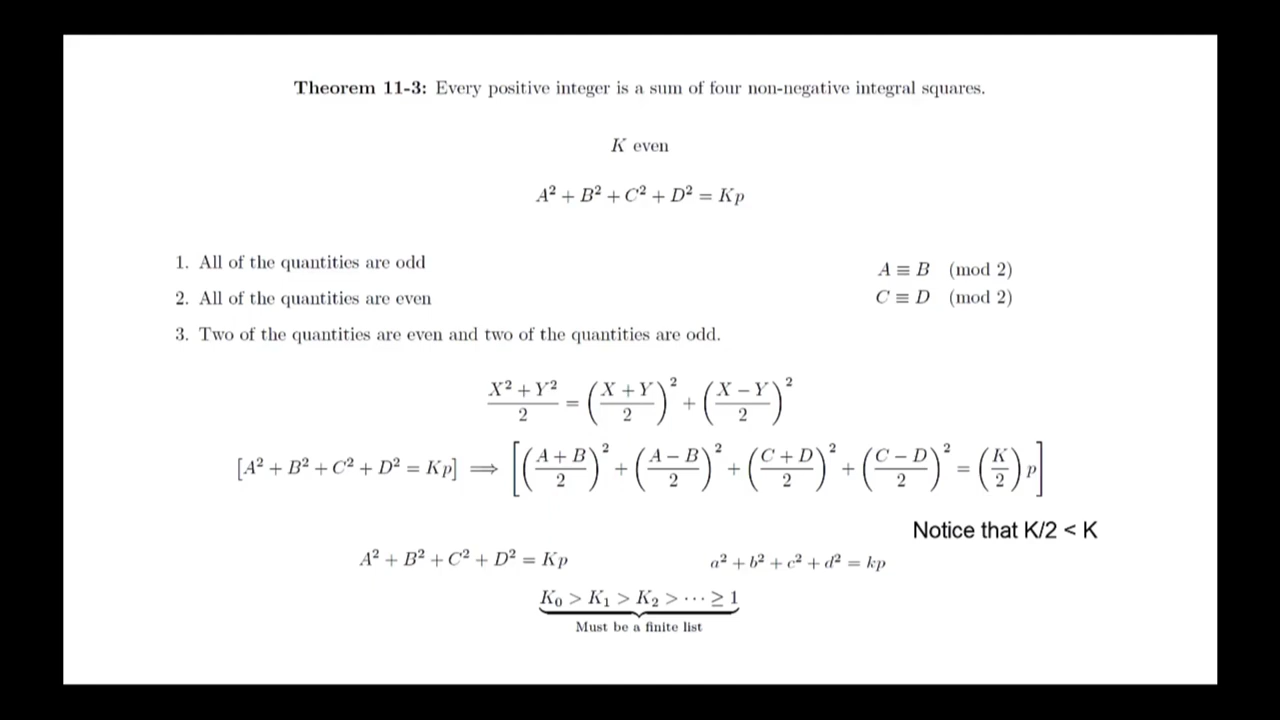 Theorem 11-3: Every positive integer is a sum of four non-negative integral squares.
K even
A² + B² + C² + D² = Kp
1. All of the quantities are odd
2. All of the quantities are even
3. Two of the quantities are even and two of the quantities are odd.
A ≡ B (mod 2)
C ≡ D (mod 2)
(X² + Y²)/2 = ((X + Y)/2)² + ((X − Y)/2)²
[A² + B² + C² + D² = Kp] ⟹ [((A + B)/2)² + ((A − B)/2)² + ((C + D)/2)² + ((C − D)/2)² = (K/2) p]
Notice that K/2 < K
A² + B² + C² + D² = Kp
a² + b² + c² + d² = kp
K₀ > K₁ > K₂ > ⋯ ≥ 1
Must be a finite list